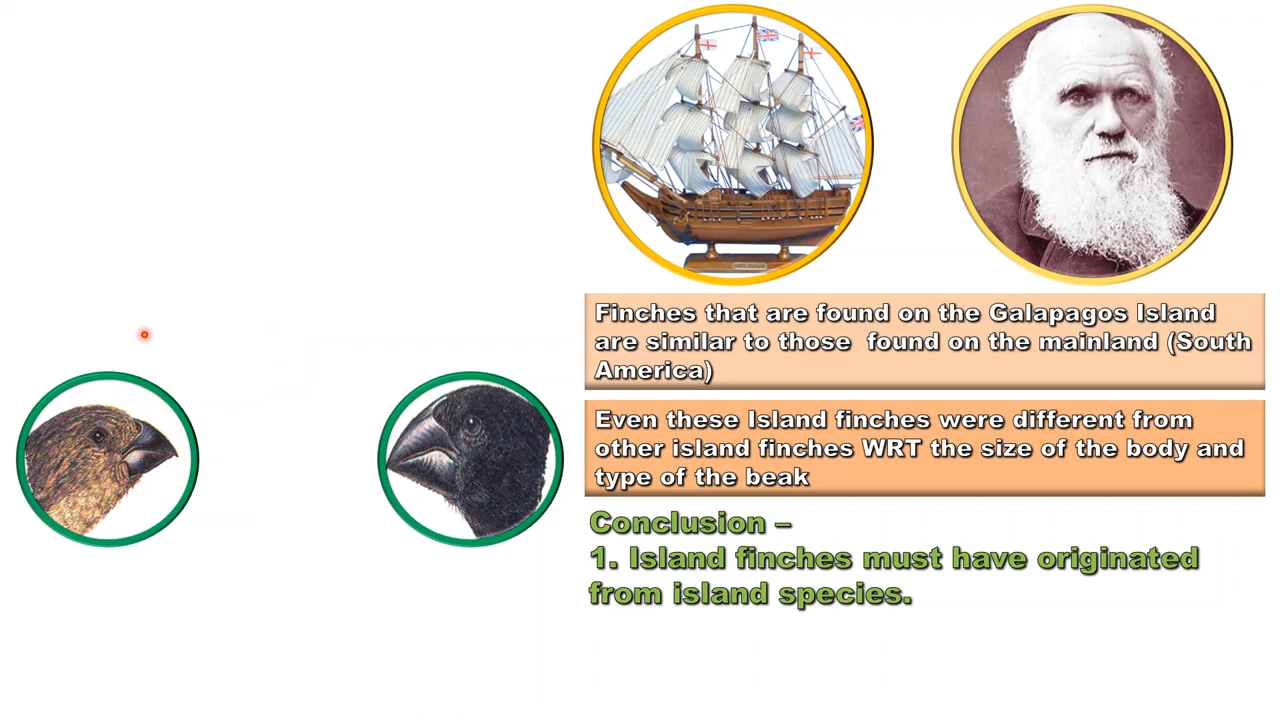 Finches that are found on the Galapagos Island
are similar to those  found on the mainland (South
America)
Even these Island finches were different from
other island finches WRT the size of the body and
type of the beak
Conclusion –
1. Island finches must have originated
from island species.